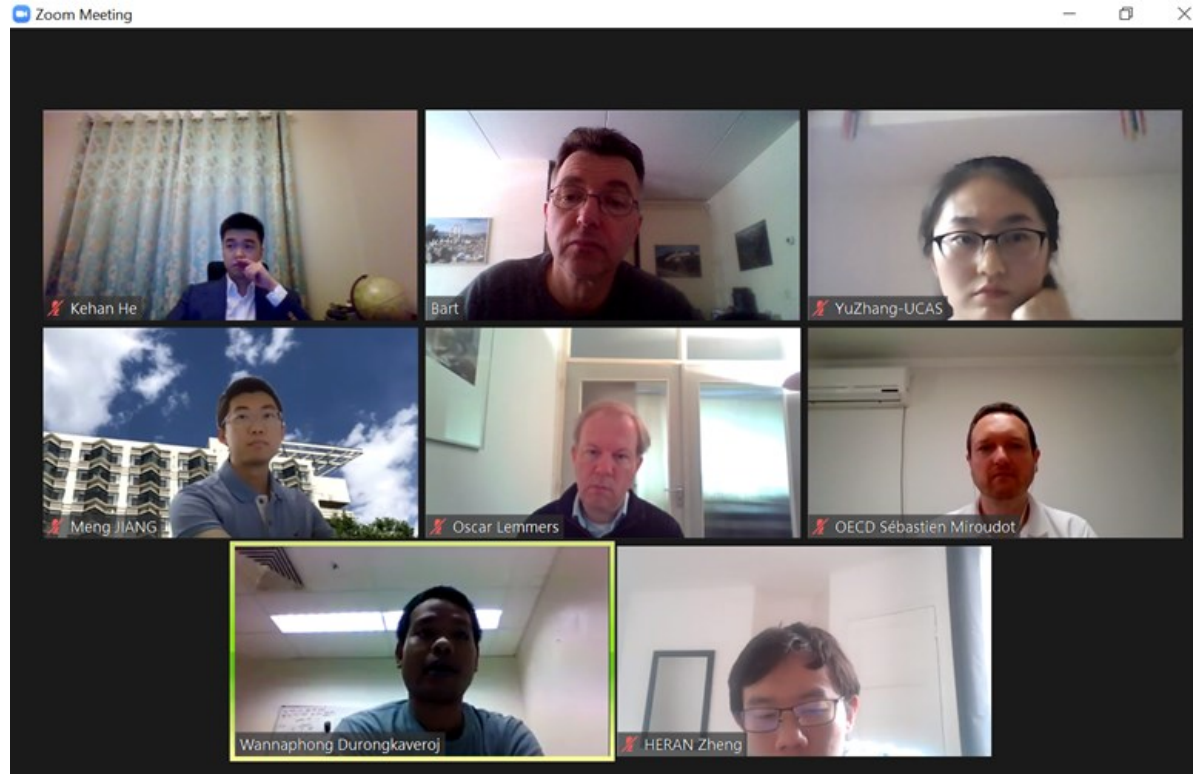 Zoom Meeting
Kehan He
Bart
YuZhang-UCAS
Meng JIANG
Oscar Lemmers
OECD Sébastien Miroudot
Wannaphong Durongkaveroj
HERAN Zheng